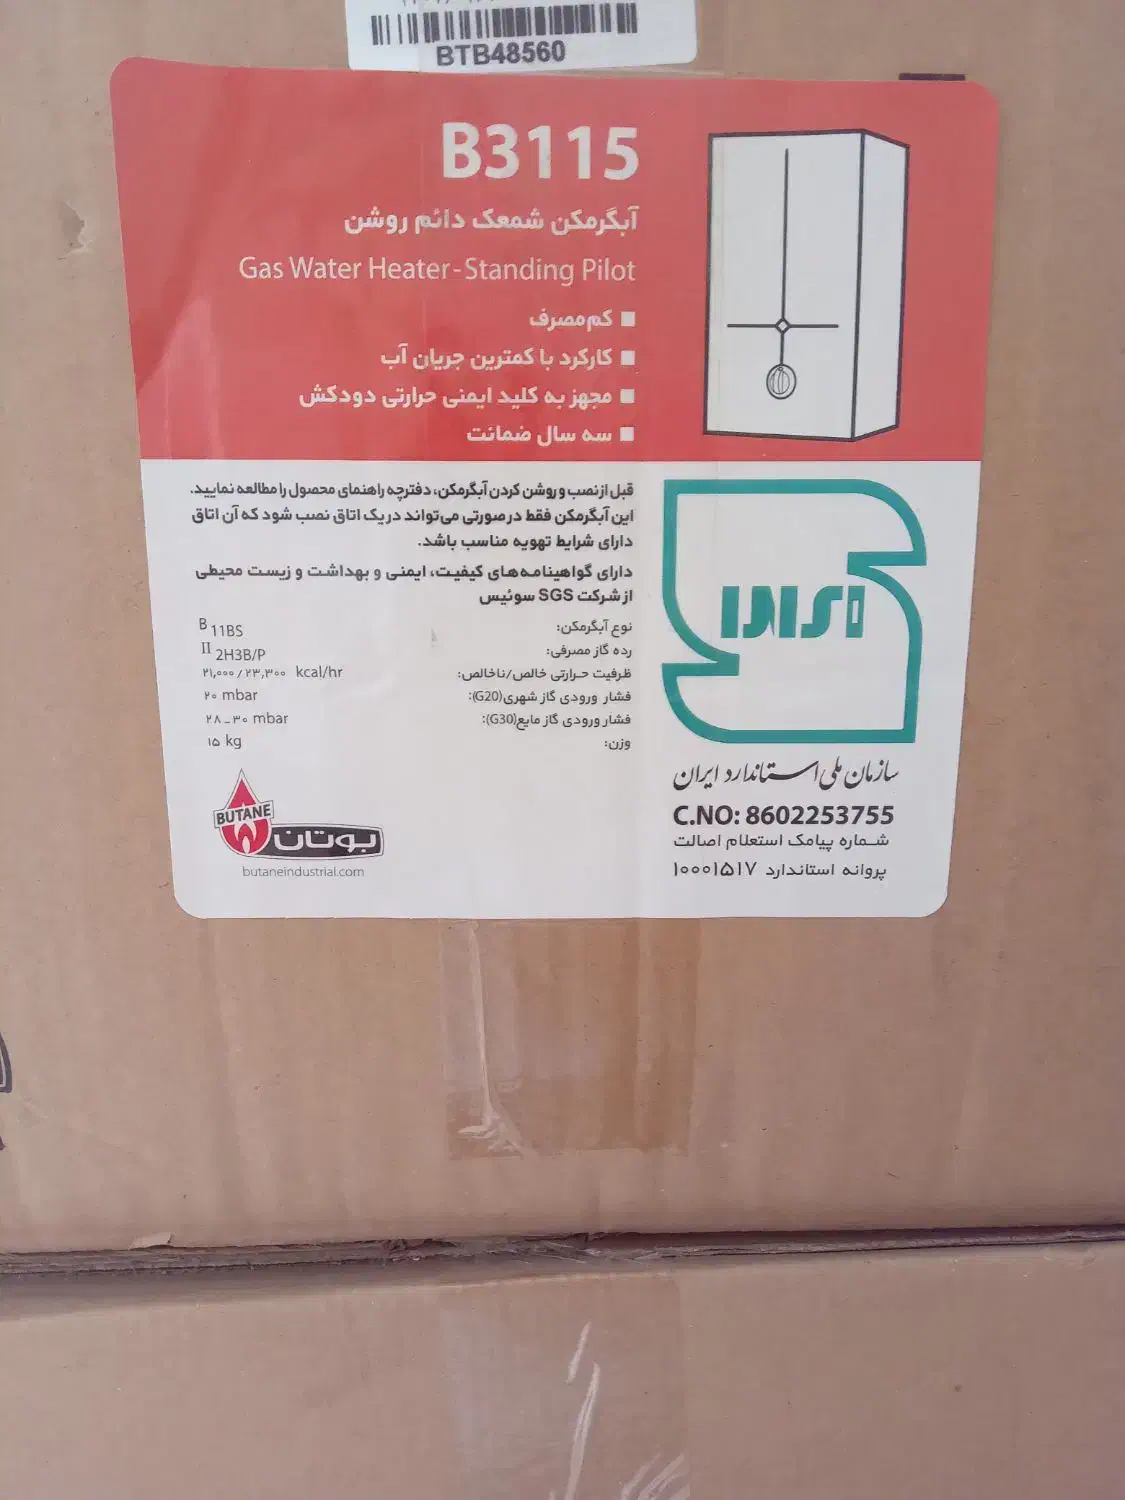 BTB48560
B3115
آبگرمکن شمعک دائم روشن
Gas Water Heater-Standing Pilot
■ کم‌مصرف
■ کارکرد با کمترین جریان آب
■ مجهز به کلید ایمنی حرارتی دودکش
■ سه سال ضمانت
قبل از نصب و روشن کردن آبگرمکن، دفترچه راهنمای محصول را مطالعه نمایید.
این آبگرمکن فقط در صورتی می‌تواند در یک اتاق نصب شود که آن اتاق
دارای شرایط تهویه مناسب باشد.
دارای گواهینامه‌های کیفیت، ایمنی و بهداشت و زیست محیطی
از شرکت SGS سوئیس
نوع آبگرمکن: B 11BS
رده گاز مصرفی: II 2H3B/P
ظرفیت حرارتی خالص/ناخالص: ۲۱,۰۰۰ / ۲۳,۳۰۰ kcal/hr
فشار ورودی گاز شهری(G20): ۲۰ mbar
فشار ورودی گاز مایع(G30): ۲۸ - ۳۰ mbar
وزن: ۱۵ kg
BUTANE
بوتان
butaneindustrial.com
سازمان ملی استاندارد ایران
C.NO: 8602253755
شماره پیامک استعلام اصالت
پروانه استاندارد ۱۰۰۰۱۵۱۷